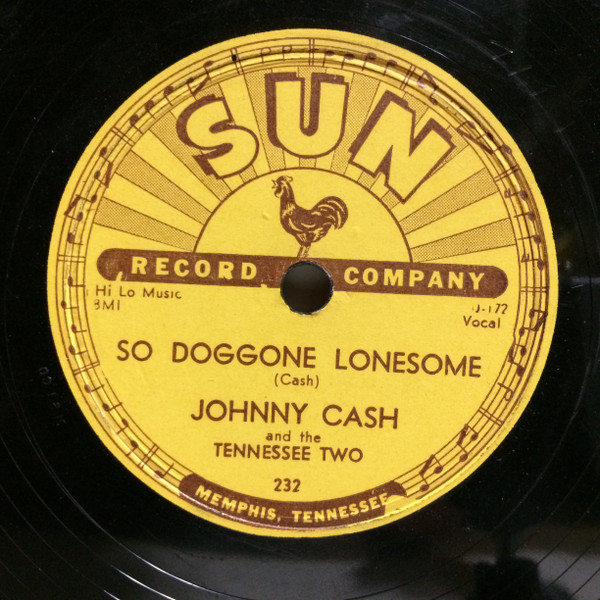 SUN
RECORD COMPANY
Hi Lo Music
BMI
U-172
Vocal
SO DOGGONE LONESOME
(Cash)
JOHNNY CASH
and the
TENNESSEE TWO
232
MEMPHIS, TENNESSEE